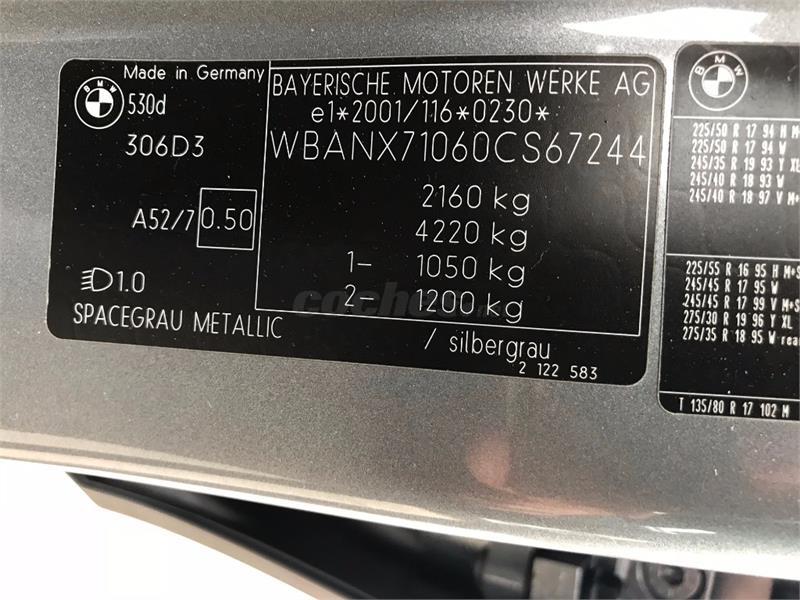 BMW
Made in Germany
530d
306D3
A52/7 0.50
1.0
SPACEGRAU METALLIC
BAYERISCHE MOTOREN WERKE AG
e1*2001/116*0230*
WBANX71060CS67244
2160 kg
4220 kg
1- 1050 kg
2- 1200 kg
/ silbergrau
2 122 583
BMW
225/50 R 17 94 H M+
225/50 R 17 94 W
245/35 R 19 93 Y XL
245/40 R 18 93 W
245/40 R 18 97 V M+
225/55 R 16 95 H M+S
245/45 R 17 95 W
245/45 R 17 99 V M+S
275/30 R 19 96 Y XL
275/35 R 18 95 W rear
T 135/80 R 17 102 M